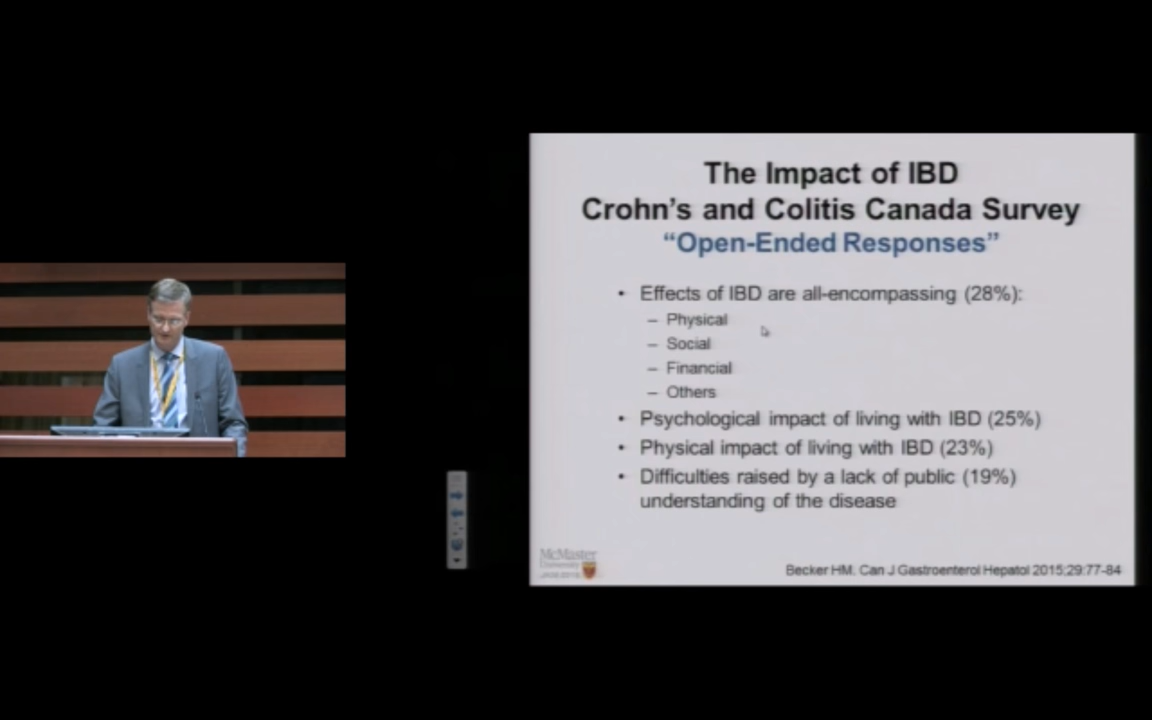 The Impact of IBD
Crohn's and Colitis Canada Survey
“Open-Ended Responses”
• Effects of IBD are all-encompassing (28%):
– Physical
– Social
– Financial
– Others
• Psychological impact of living with IBD (25%)
• Physical impact of living with IBD (23%)
• Difficulties raised by a lack of public (19%)
understanding of the disease
McMaster
University
Becker HM. Can J Gastroenterol Hepatol 2015;29:77-84